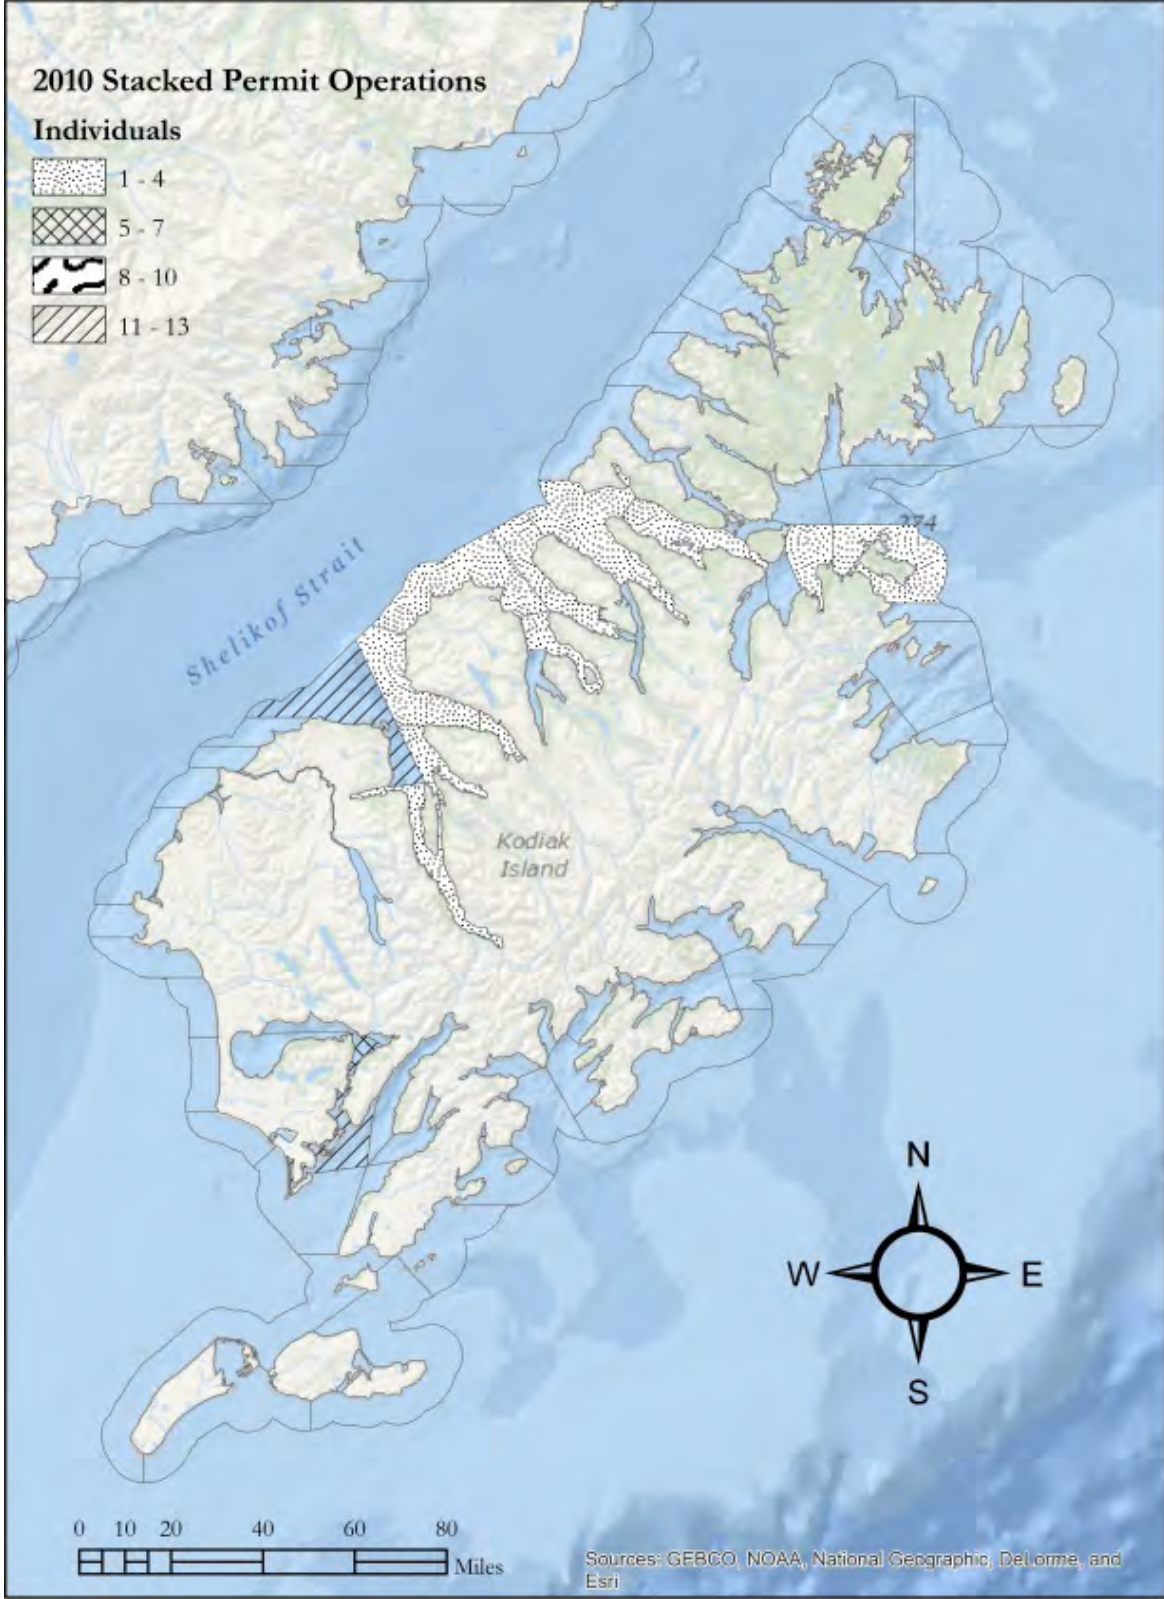 2010 Stacked Permit Operations
Individuals
1 - 4
5 - 7
8 - 10
11 - 13
274
Shelikof Strait
Kodiak
Island
N
W E
S
0 10 20 40 60 80
Miles
Sources: GEBCO, NOAA, National Geographic, DeLorme, and
Esri